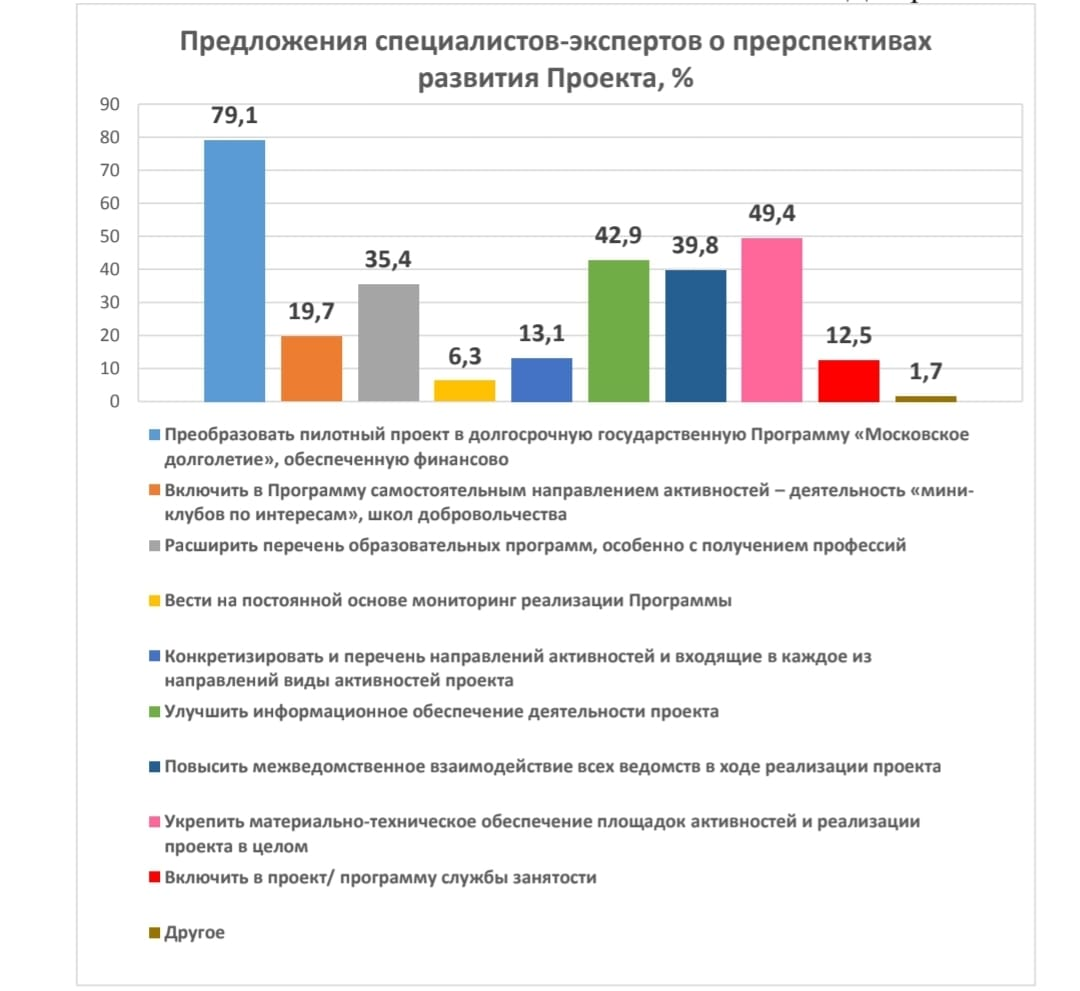 Предложения специалистов-экспертов о прерспективах
развития Проекта, %
90
80
70
60
50
40
30
20
10
0
79,1
19,7
35,4
6,3
13,1
42,9
39,8
49,4
12,5
1,7
Преобразовать пилотный проект в долгосрочную государственную Программу «Московское
долголетие», обеспеченную финансово
Включить в Программу самостоятельным направлением активностей – деятельность «мини-
клубов по интересам», школ добровольчества
Расширить перечень образовательных программ, особенно с получением профессий
Вести на постоянной основе мониторинг реализации Программы
Конкретизировать и перечень направлений активностей и входящие в каждое из
направлений виды активностей проекта
Улучшить информационное обеспечение деятельности проекта
Повысить межведомственное взаимодействие всех ведомств в ходе реализации проекта
Укрепить материально-техническое обеспечение площадок активностей и реализации
проекта в целом
Включить в проект/ программу службы занятости
Другое